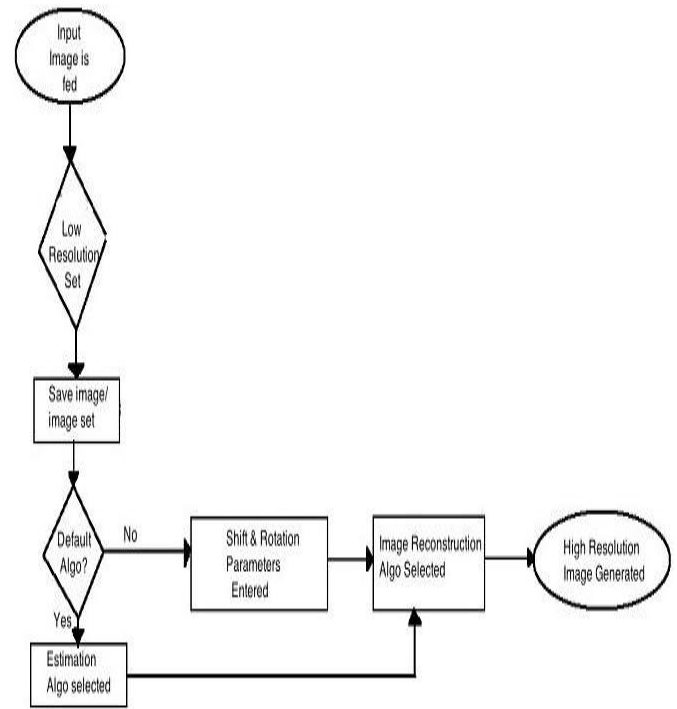 Input
Image is
fed
Low
Resolution
Set
Save image/
image set
Default
Algo?
No
Yes
Shift & Rotation
Parameters
Entered
Image Reconstruction
Algo Selected
High Resolution
Image Generated
Estimation
Algo selected